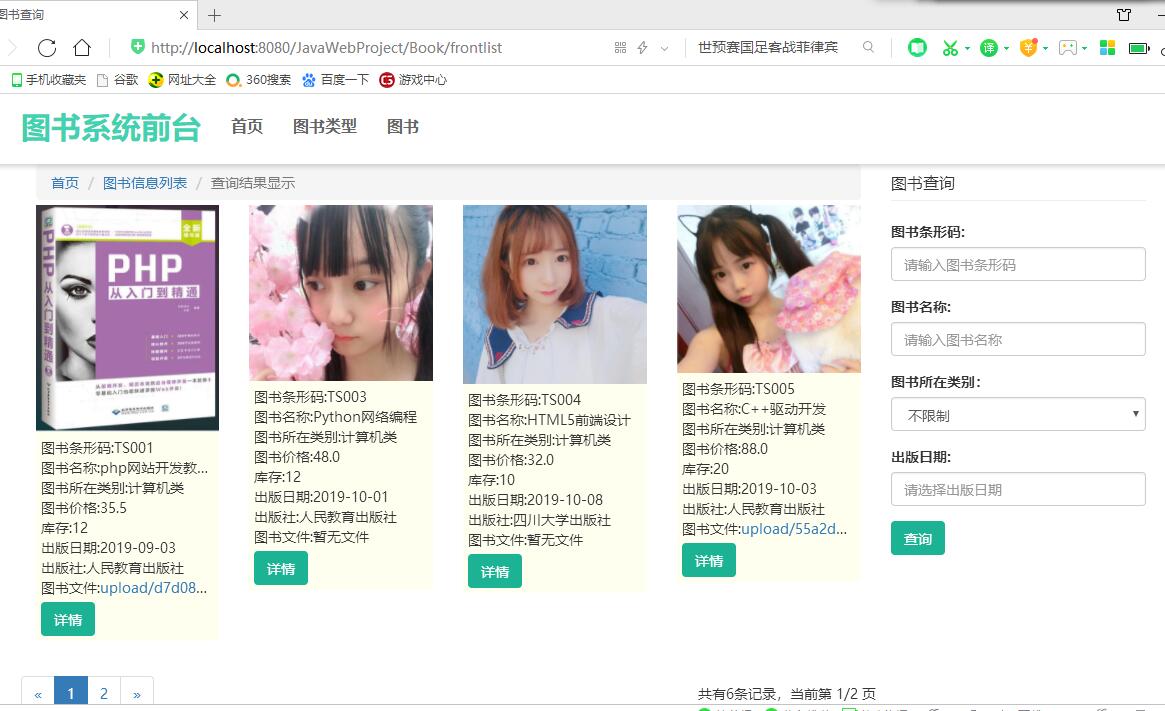 图书查询
http://localhost:8080/JavaWebProject/Book/frontlist
世预赛国足客战菲律宾
手机收藏夹 谷歌 网址大全 360搜索 百度一下 游戏中心
图书系统前台 首页 图书类型 图书
首页 / 图书信息列表 / 查询结果显示
全新
PHP
从入门到精通
PHP从入门到精通
图书条形码:TS001
图书名称:php网站开发教...
图书所在类别:计算机类
图书价格:35.5
库存:12
出版日期:2019-09-03
出版社:人民教育出版社
图书文件:upload/d7d08...
详情
图书条形码:TS003
图书名称:Python网络编程
图书所在类别:计算机类
图书价格:48.0
库存:12
出版日期:2019-10-01
出版社:人民教育出版社
图书文件:暂无文件
详情
图书条形码:TS004
图书名称:HTML5前端设计
图书所在类别:计算机类
图书价格:32.0
库存:10
出版日期:2019-10-08
出版社:四川大学出版社
图书文件:暂无文件
详情
图书条形码:TS005
图书名称:C++驱动开发
图书所在类别:计算机类
图书价格:88.0
库存:20
出版日期:2019-10-03
出版社:人民教育出版社
图书文件:upload/55a2d...
详情
图书查询
图书条形码:
请输入图书条形码
图书名称:
请输入图书名称
图书所在类别:
不限制
出版日期:
请选择出版日期
查询
« 1 2 »
共有6条记录，当前第 1/2 页